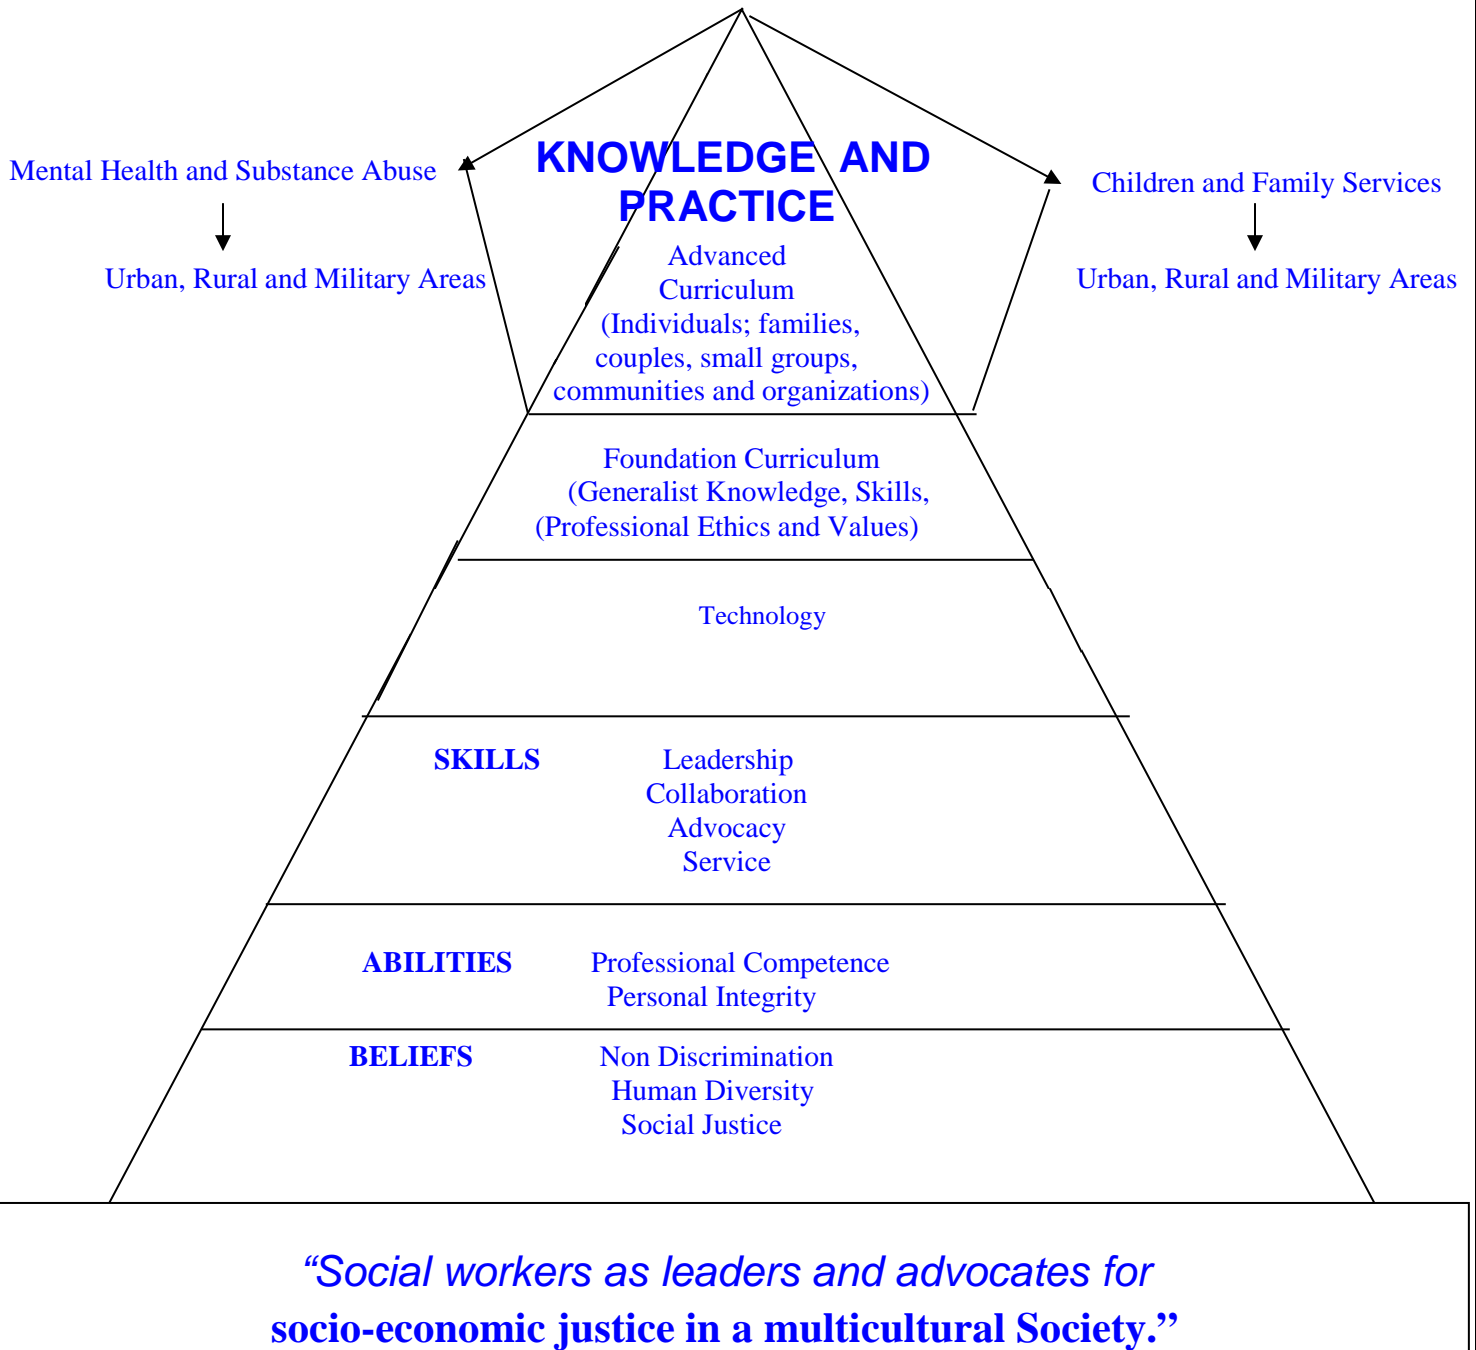 KNOWLEDGE AND
PRACTICE
Mental Health and Substance Abuse
Urban, Rural and Military Areas
Children and Family Services
Urban, Rural and Military Areas
Advanced
Curriculum
(Individuals; families,
couples, small groups,
communities and organizations)
Foundation Curriculum
(Generalist Knowledge, Skills,
(Professional Ethics and Values)
Technology
SKILLS Leadership
Collaboration
Advocacy
Service
ABILITIES Professional Competence
Personal Integrity
BELIEFS Non Discrimination
Human Diversity
Social Justice
“Social workers as leaders and advocates for
socio-economic justice in a multicultural Society.”